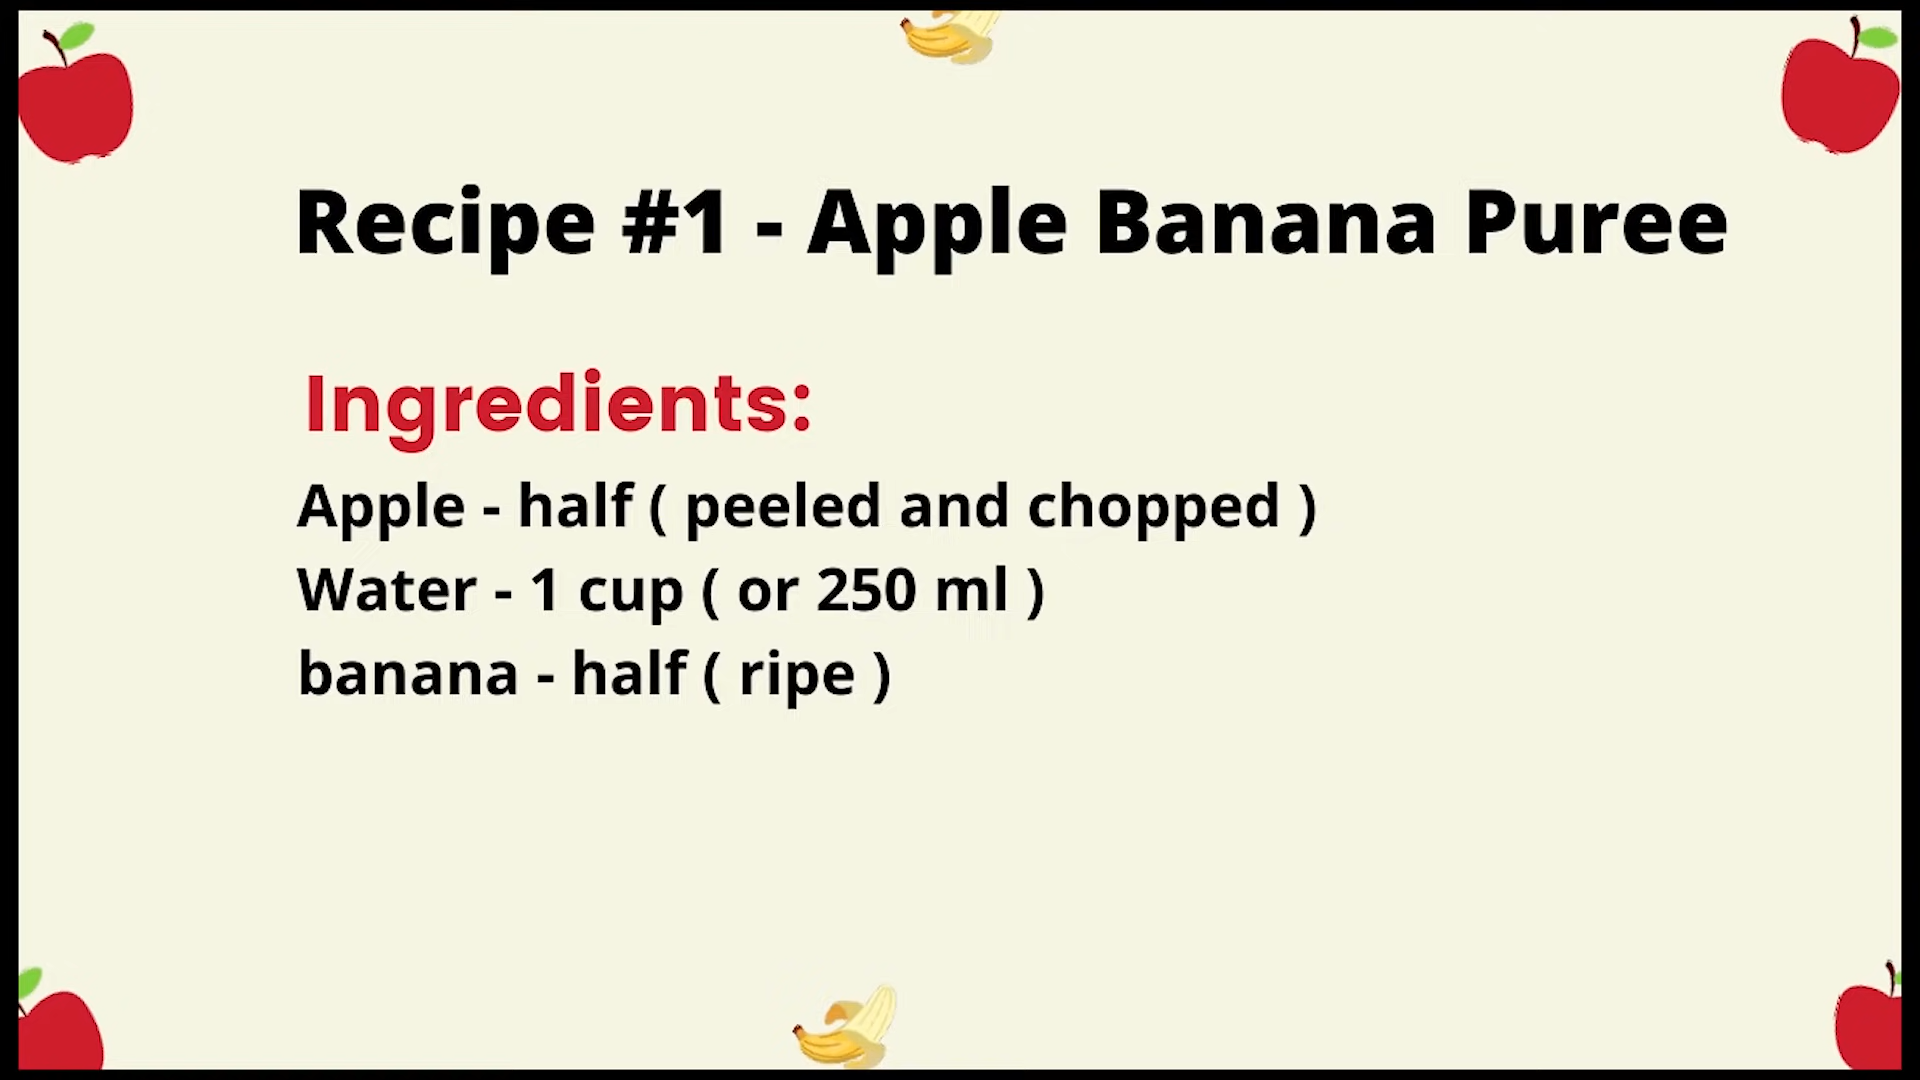 Recipe #1 - Apple Banana Puree
Ingredients:
Apple - half ( peeled and chopped )
Water - 1 cup ( or 250 ml )
banana - half ( ripe )